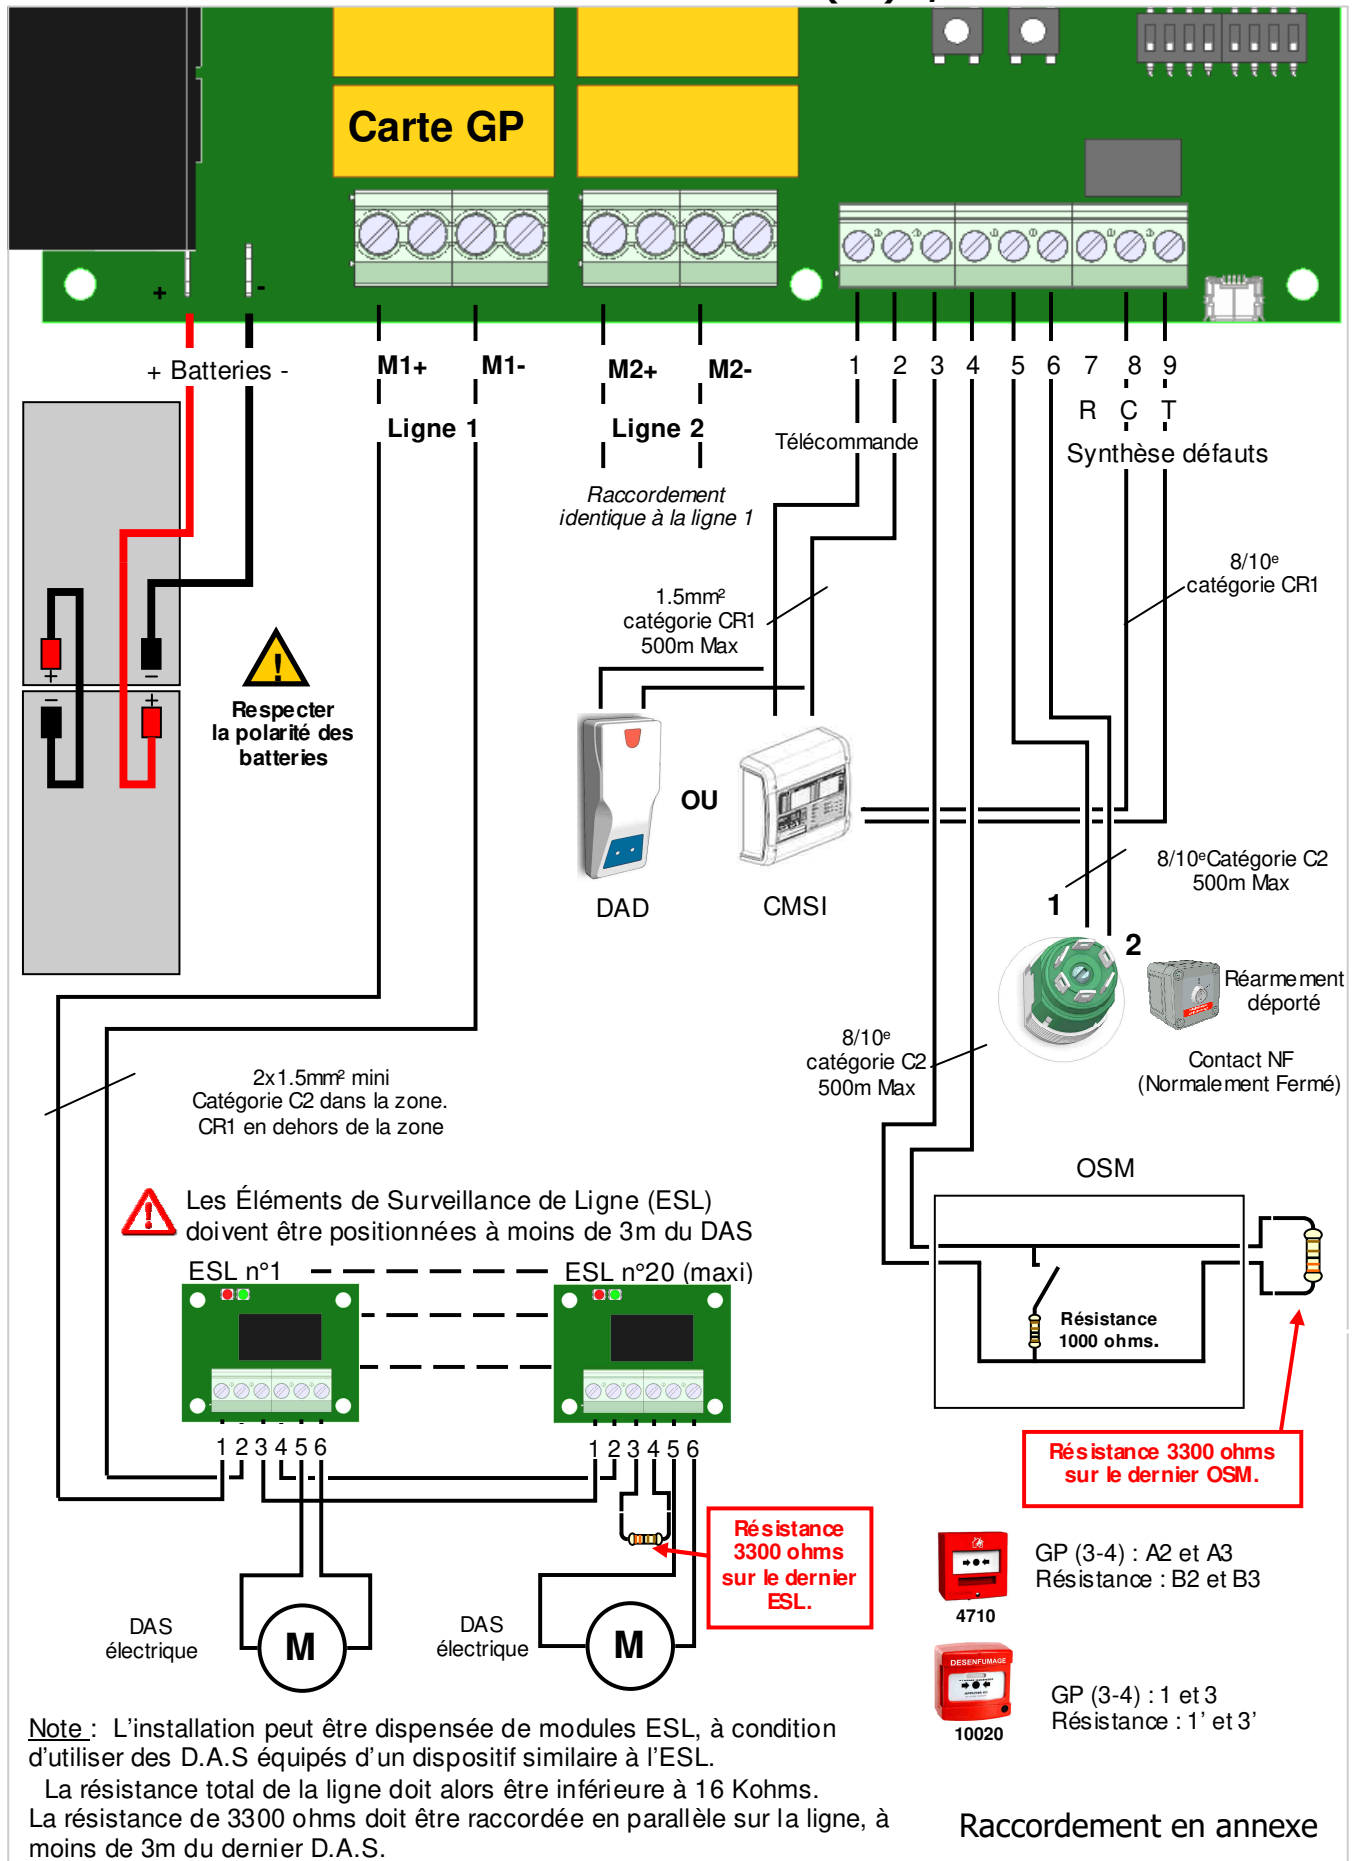 Carte GP
+
-
+ Batteries -
M1+
M1-
M2+
M2-
1 2 3 4 5 6 7 8 9
R C T
Ligne 1
Ligne 2
Télécommande
Synthèse défauts
Raccordement
identique à la ligne 1
8/10e
catégorie CR1
1.5mm²
catégorie CR1
500m Max
+
-
-
+
!
Respecter
la polarité des
batteries
OU
DAD
CMSI
8/10eCatégorie C2
500m Max
1
2
Réarmement
déporté
Contact NF
(Normalement Fermé)
8/10e
catégorie C2
500m Max
2x1.5mm² mini
Catégorie C2 dans la zone.
CR1 en dehors de la zone
OSM
! Les Éléments de Surveillance de Ligne (ESL)
doivent être positionnées à moins de 3m du DAS
ESL n°1
ESL n°20 (maxi)
Résistance
1000 ohms.
1 2 3 4 5 6
1 2 3 4 5 6
Résistance 3300 ohms
sur le dernier OSM.
Résistance
3300 ohms
sur le dernier
ESL.
DAS
électrique
M
DAS
électrique
M
4710
GP (3-4) : A2 et A3
Résistance : B2 et B3
DESENFUMAGE
10020
GP (3-4) : 1 et 3
Résistance : 1' et 3'
Note : L'installation peut être dispensée de modules ESL, à condition
d'utiliser des D.A.S équipés d'un dispositif similaire à l'ESL.
La résistance total de la ligne doit alors être inférieure à 16 Kohms.
La résistance de 3300 ohms doit être raccordée en parallèle sur la ligne, à
moins de 3m du dernier D.A.S.
Raccordement en annexe